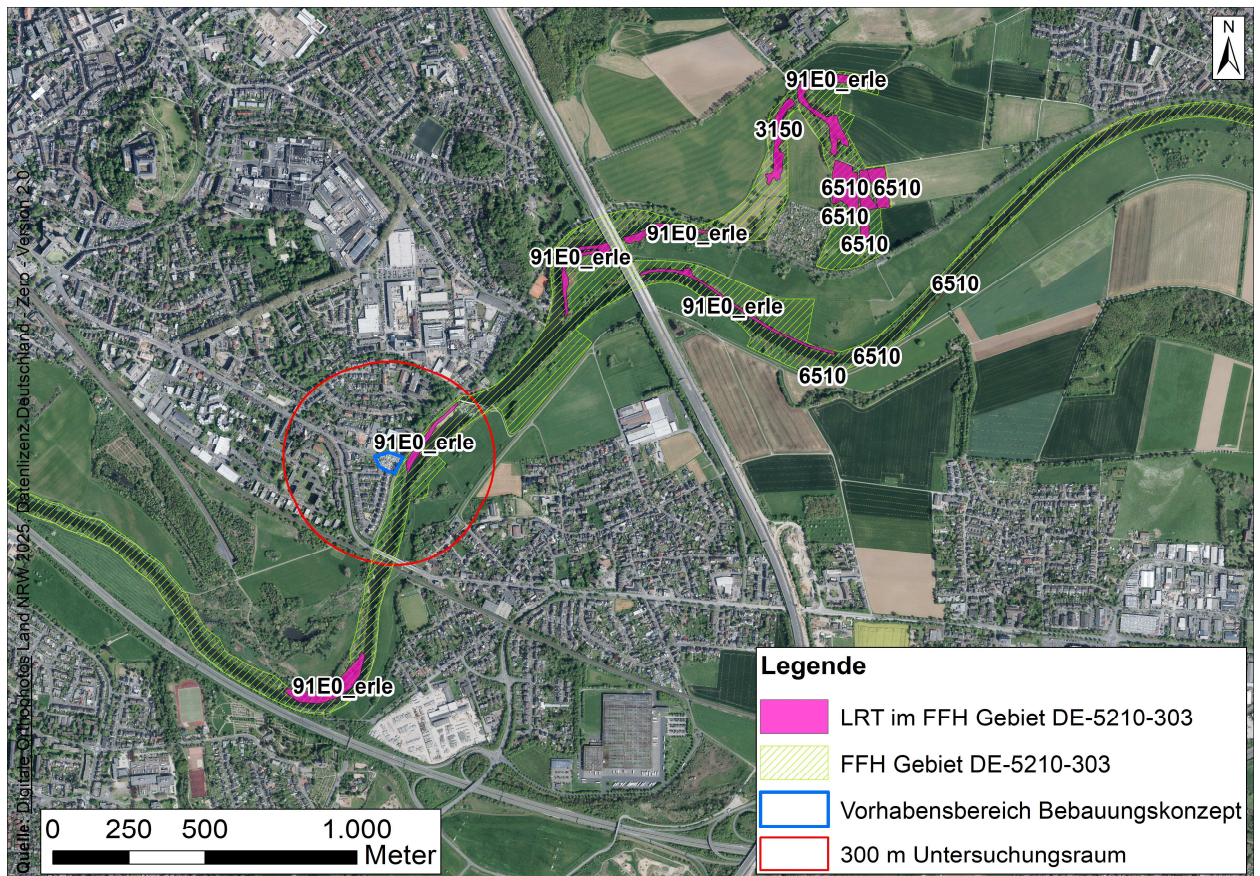 N
91E0_erle
3150
6510 6510
6510
91E0_erle
6510
91E0_erle
6510
91E0_erle
6510
6510
91E0_erle
91E0_erle
Quelle: Digitale Orthophotos Land NRW 2025, Datenlizenz Deutschland - Zero - Version 2.0
Legende
LRT im FFH Gebiet DE-5210-303
FFH Gebiet DE-5210-303
Vorhabensbereich Bebauungskonzept
300 m Untersuchungsraum
0 250 500 1.000
Meter